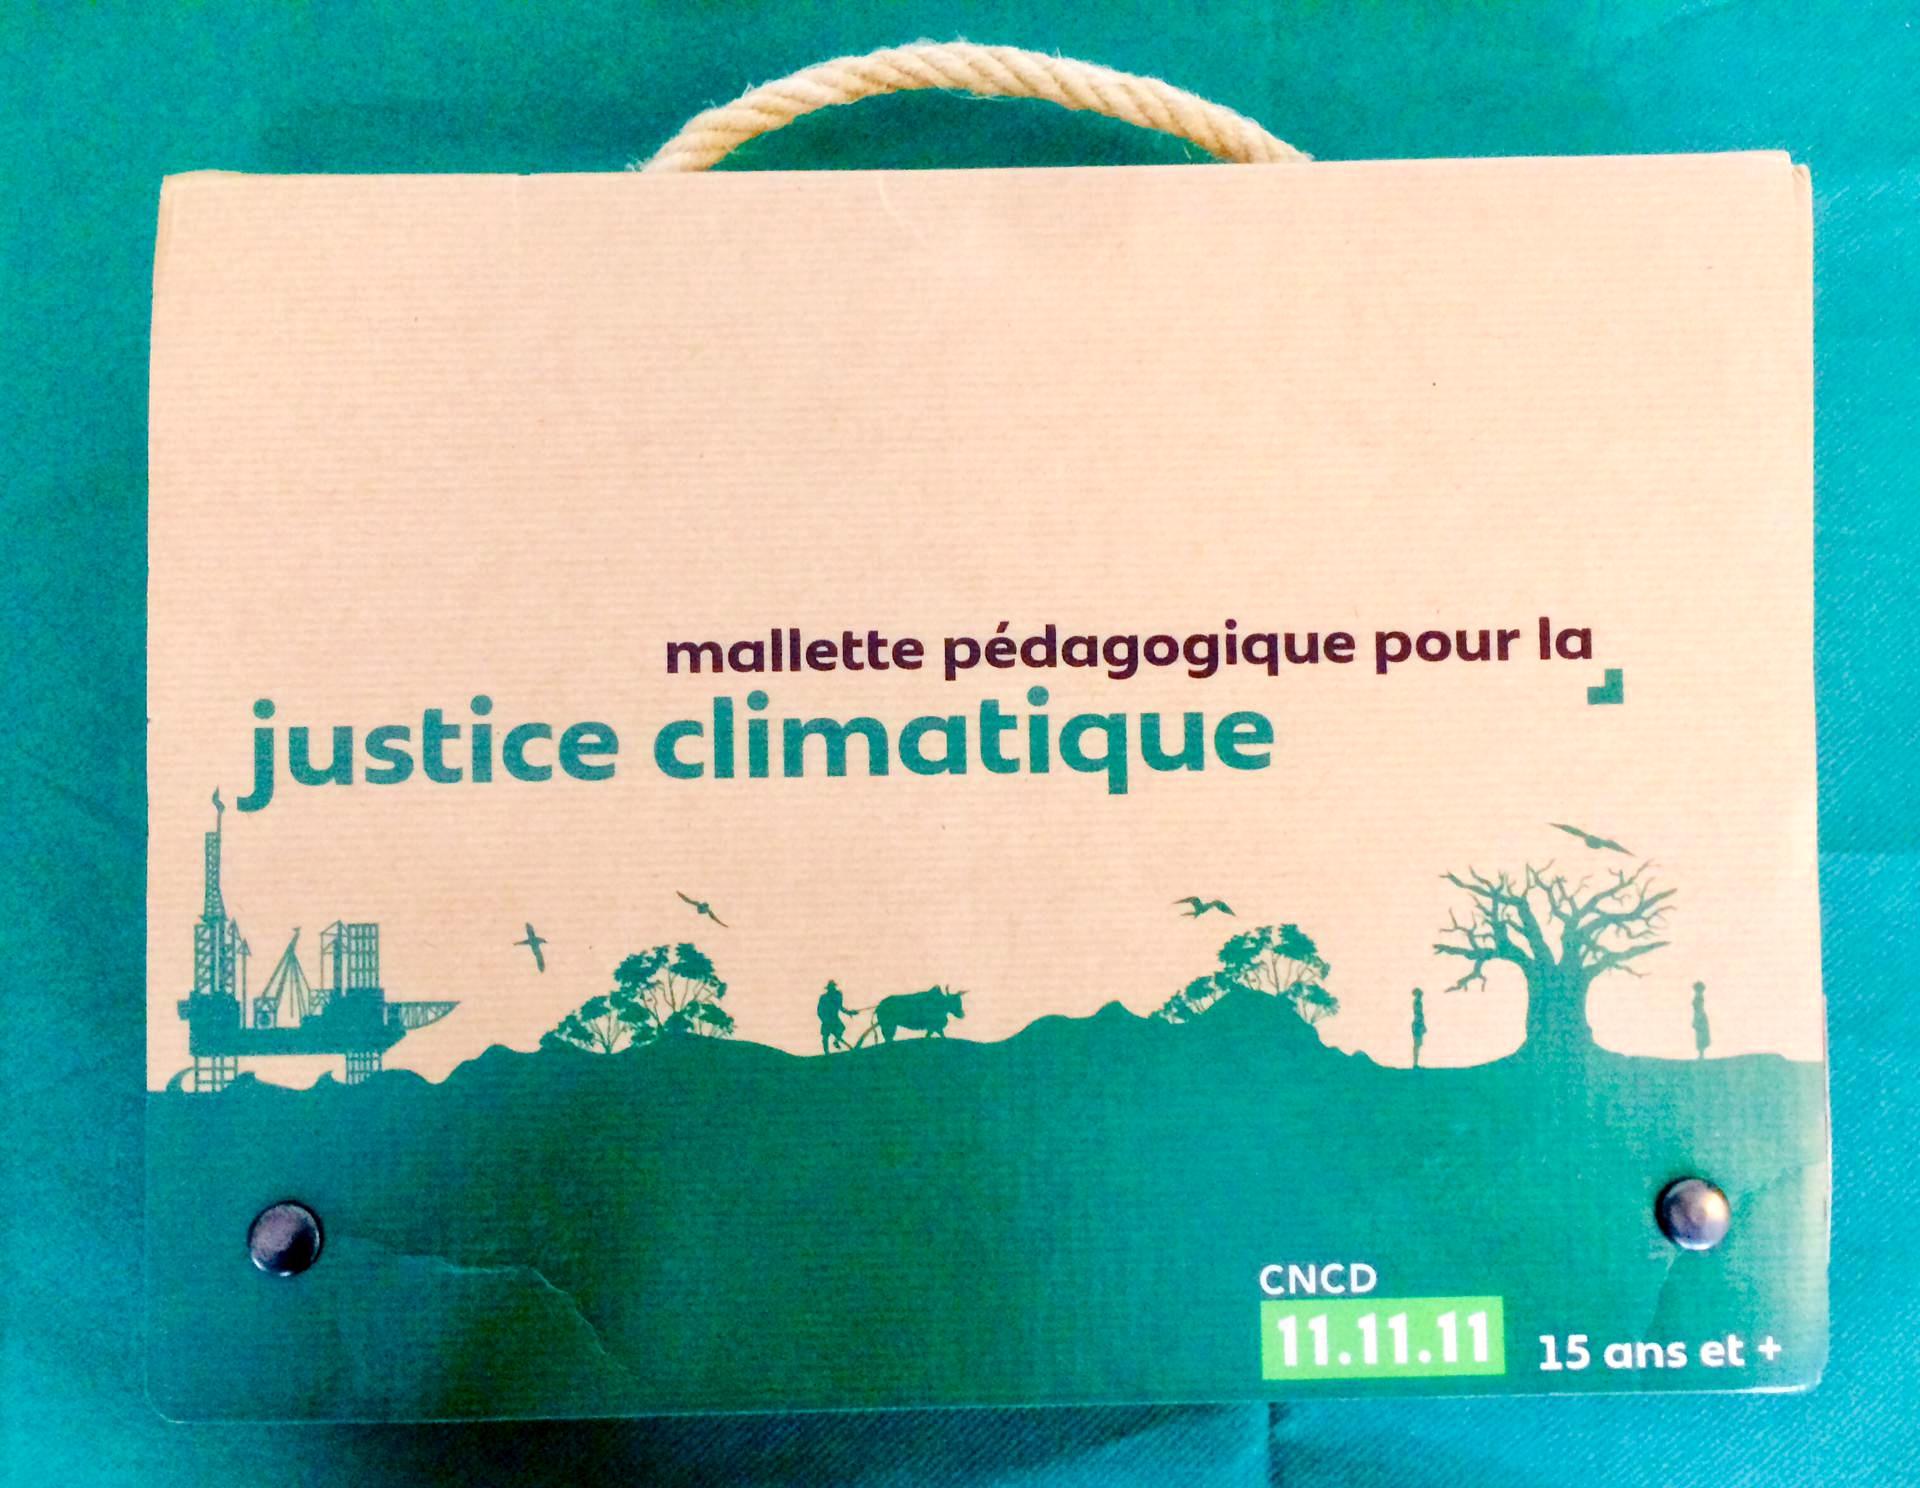 mallette pédagogique pour la
justice climatique
CNCD
11.11.11
15 ans et +